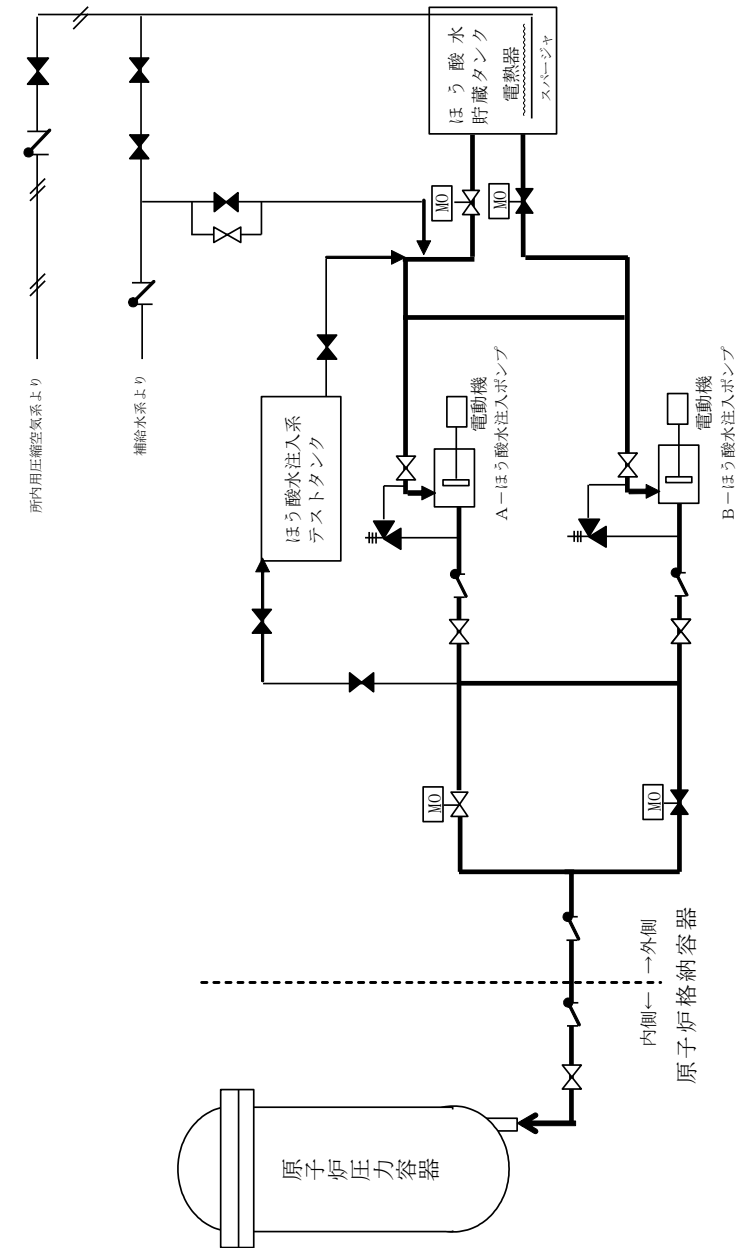 所内用圧縮空気系より
補給水系より
ほう酸水
貯蔵タンク
電熱器
スパージャ
MO
MO
ほう酸水注入系
テストタンク
電動機
A－ほう酸水注入ポンプ
電動機
B－ほう酸水注入ポンプ
MO
MO
内側← →外側
原子炉格納容器
原子炉圧力容器